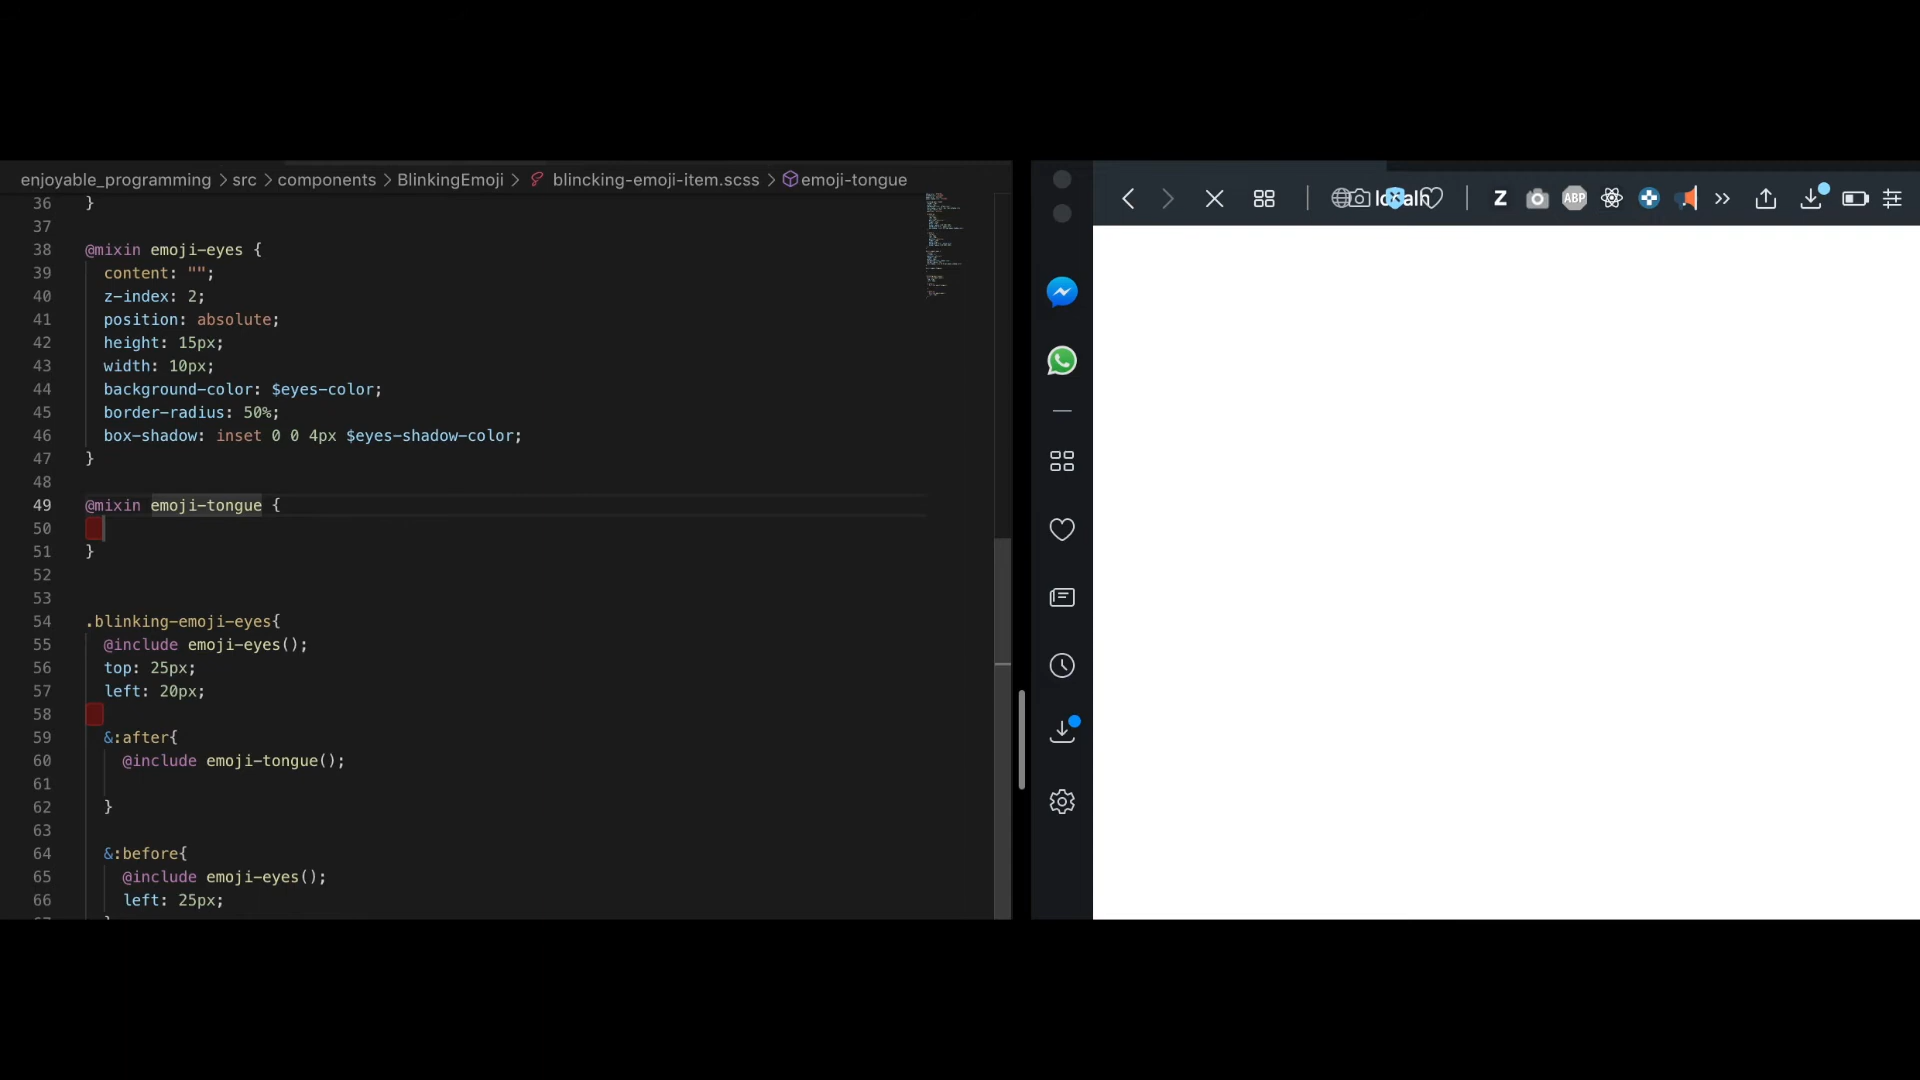 enjoyable_programming > src > components > BlinkingEmoji > blincking-emoji-item.scss > emoji-tongue
36 }
37
38 @mixin emoji-eyes {
39 content: "";
40 z-index: 2;
41 position: absolute;
42 height: 15px;
43 width: 10px;
44 background-color: $eyes-color;
45 border-radius: 50%;
46 box-shadow: inset 0 0 4px $eyes-shadow-color;
47 }
48
49 @mixin emoji-tongue {
50
51 }
52
53
54 .blinking-emoji-eyes{
55 @include emoji-eyes();
56 top: 25px;
57 left: 20px;
58
59 &:after{
60 @include emoji-tongue();
61
62 }
63
64 &:before{
65 @include emoji-eyes();
66 left: 25px;
localh
Z
ABP